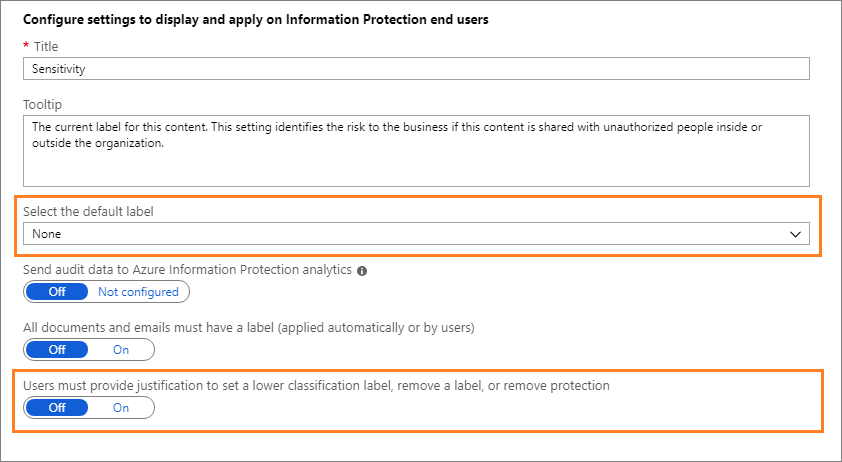 Configure settings to display and apply on Information Protection end users
* Title
Sensitivity
Tooltip
The current label for this content. This setting identifies the risk to the business if this content is shared with unauthorized people inside or
outside the organization.
Select the default label
None
Send audit data to Azure Information Protection analytics
Off Not configured
All documents and emails must have a label (applied automatically or by users)
Off On
Users must provide justification to set a lower classification label, remove a label, or remove protection
Off On